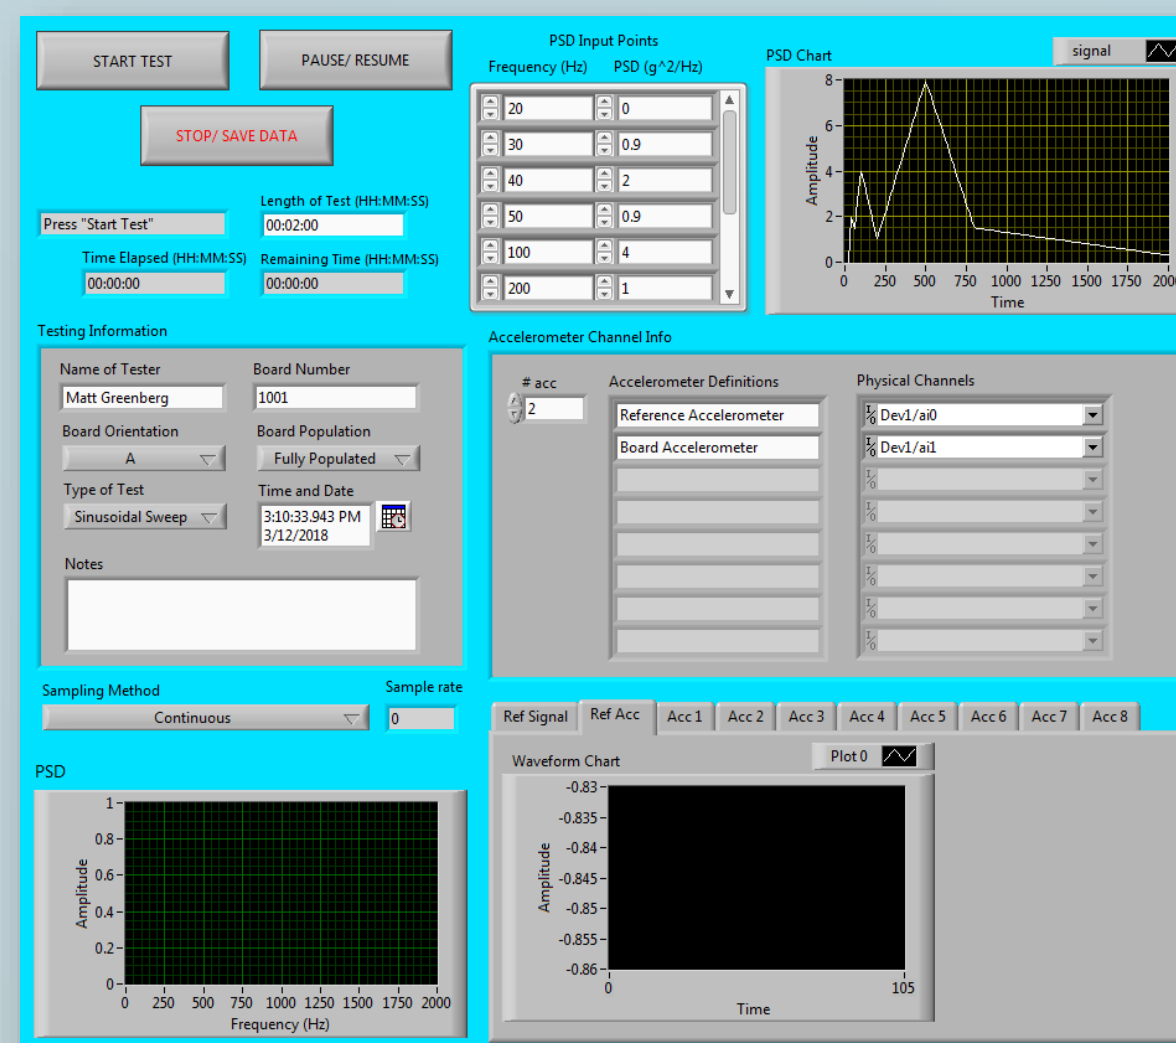 START TEST
PAUSE/ RESUME
STOP/ SAVE DATA
Press "Start Test"
Length of Test (HH:MM:SS)
00:02:00
Time Elapsed (HH:MM:SS)
Remaining Time (HH:MM:SS)
00:00:00
00:00:00
PSD Input Points
Frequency (Hz) PSD (g^2/Hz)
20 0
30 0.9
40 2
50 0.9
100 4
200 1
PSD Chart
signal
8
6
4
2
0
Amplitude
0 250 500 750 1000 1250 1500 1750 200
Time
Testing Information
Name of Tester
Board Number
Matt Greenberg
1001
Board Orientation
Board Population
A
Fully Populated
Type of Test
Time and Date
Sinusoidal Sweep
3:10:33.943 PM
3/12/2018
Notes
Accelerometer Channel Info
# acc
2
Accelerometer Definitions
Reference Accelerometer
Board Accelerometer
Physical Channels
I/O Dev1/ai0
I/O Dev1/ai1
I/O
I/O
I/O
I/O
I/O
I/O
Sampling Method
Sample rate
Continuous
0
PSD
1
0.8
0.6
0.4
0.2
0
Amplitude
0 250 500 750 1000 1250 1500 1750 2000
Frequency (Hz)
Ref Signal Ref Acc Acc 1 Acc 2 Acc 3 Acc 4 Acc 5 Acc 6 Acc 7 Acc 8
Waveform Chart
Plot 0
-0.83
-0.835
-0.84
-0.845
-0.85
-0.855
-0.86
Amplitude
0 105
Time